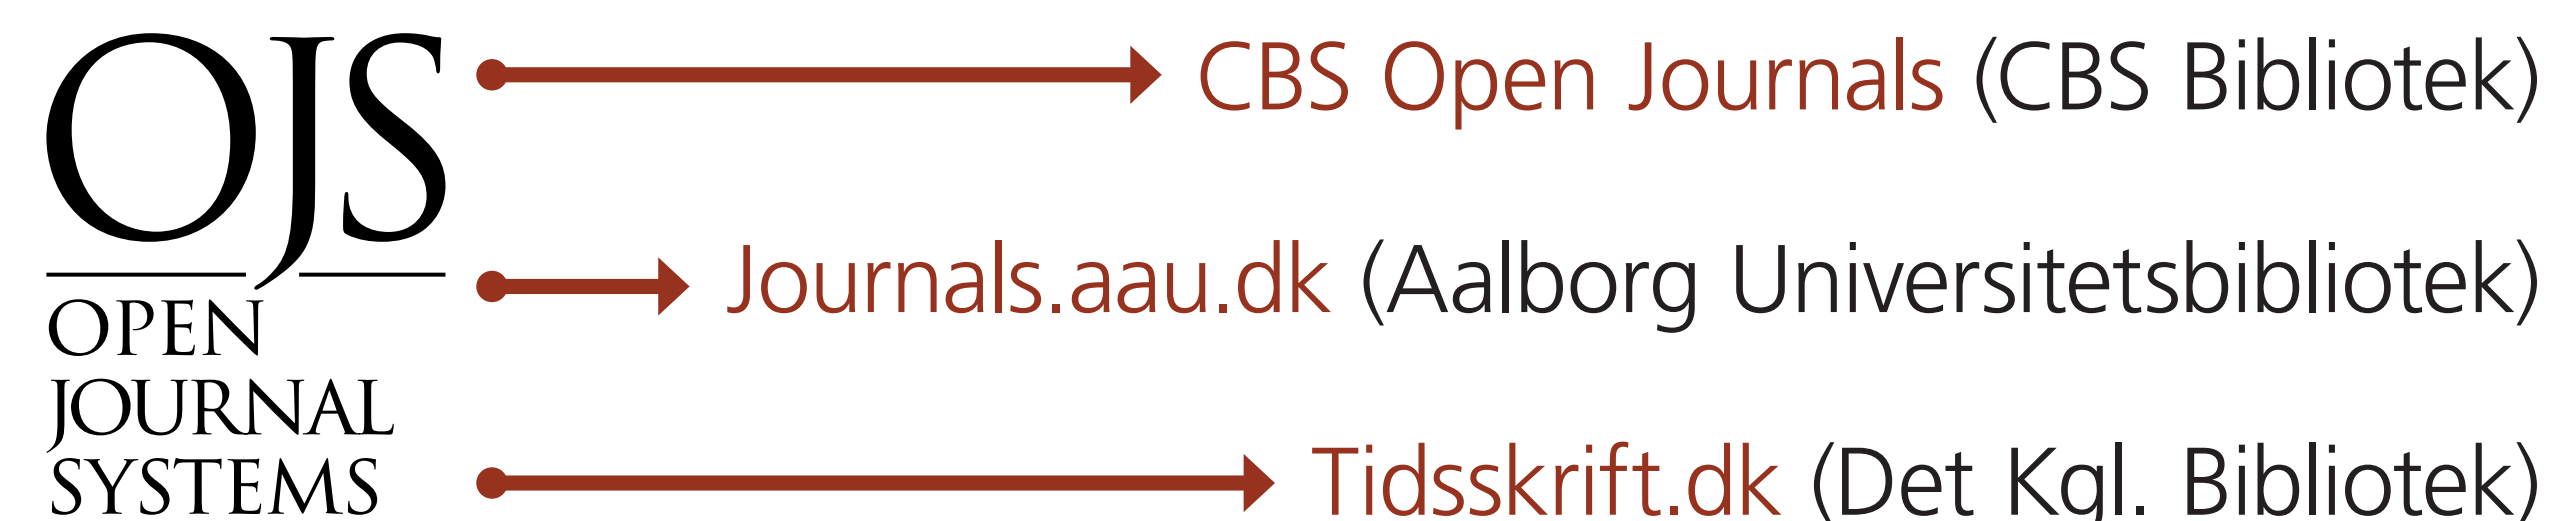 OJS
OPEN
JOURNAL
SYSTEMS
CBS Open Journals (CBS Bibliotek)
Journals.aau.dk (Aalborg Universitetsbibliotek)
Tidsskrift.dk (Det Kgl. Bibliotek)